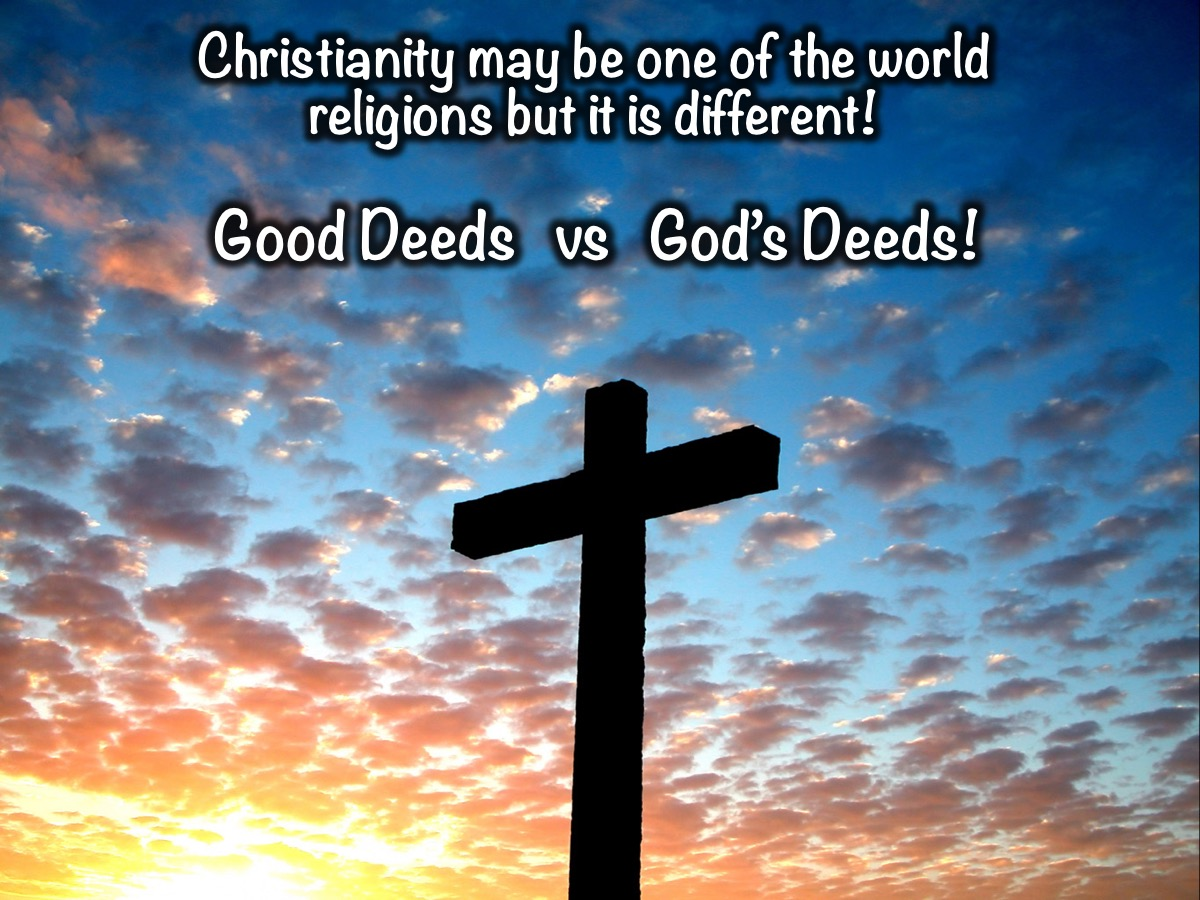 Christianity may be one of the world
religions but it is different!
Good Deeds vs God’s Deeds!